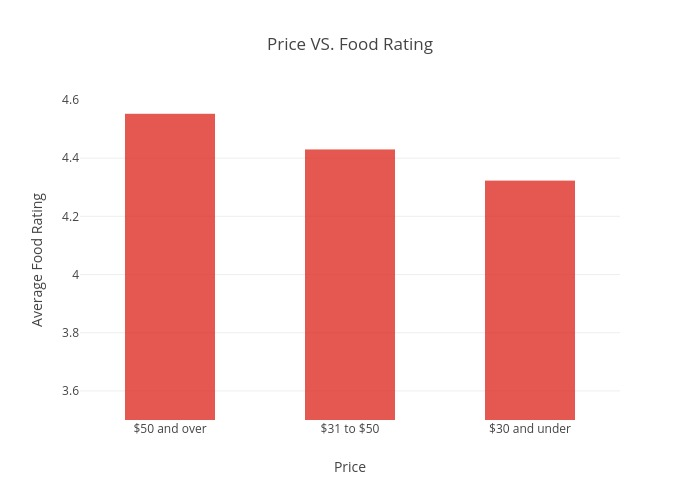 Price VS. Food Rating
4.6
4.4
4.2
4
3.8
3.6
Average Food Rating
$50 and over
$31 to $50
$30 and under
Price